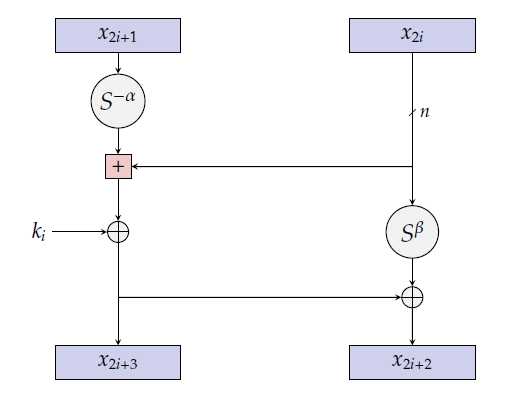 x₂ᵢ₊₁ x₂ᵢ
S⁻ᵅ
n
+
kᵢ
Sᵝ
x₂ᵢ₊₃ x₂ᵢ₊₂